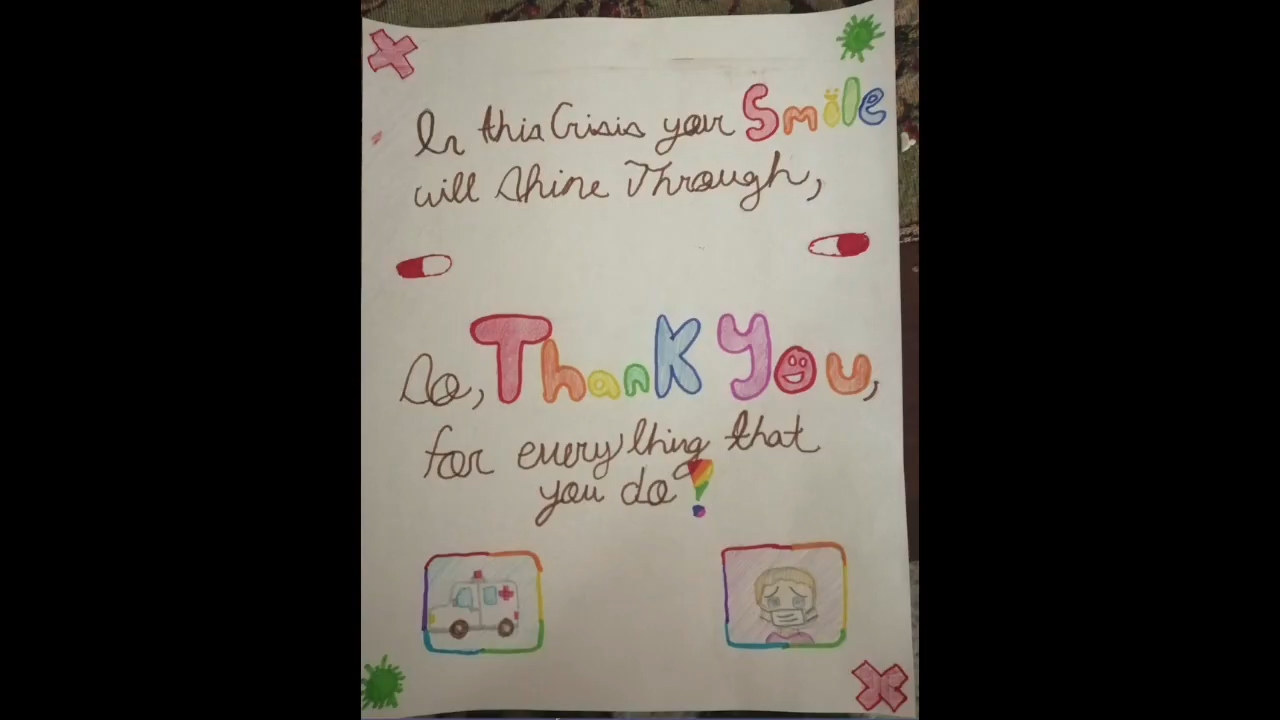 In this Crisis your Smile
will shine Through,
So, Thank You,
for everything that
you do!